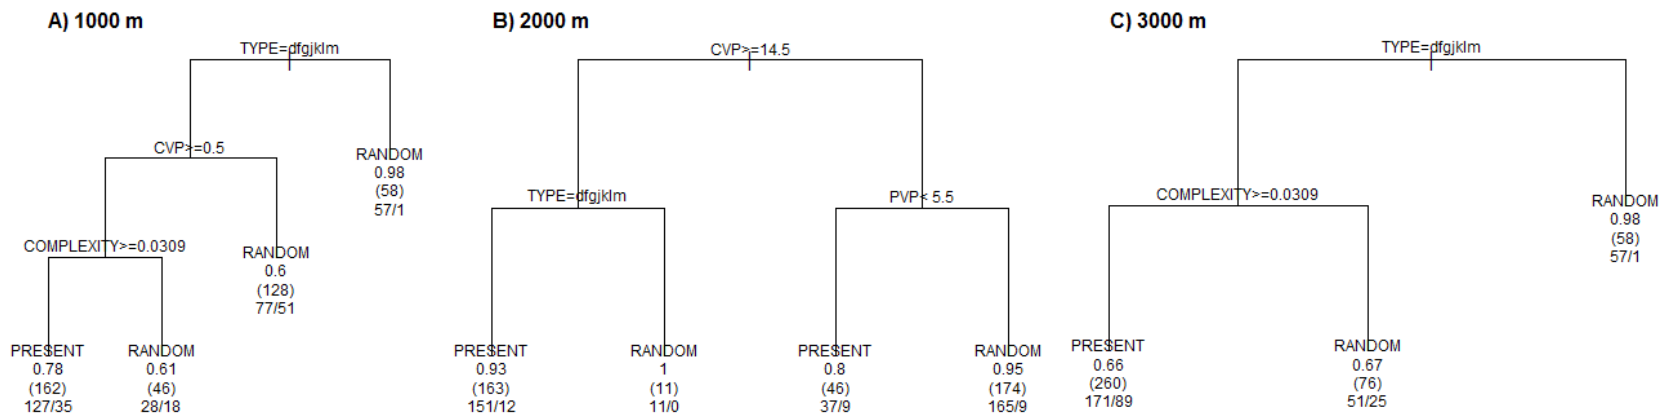 A) 1000 m
TYPE=dfgjklm
CVP>=0.5
RANDOM
0.98
(58)
57/1
COMPLEXITY>=0.0309
RANDOM
0.6
(128)
77/51
PRESENT
0.78
(162)
127/35
RANDOM
0.61
(46)
28/18
B) 2000 m
CVP>=14.5
TYPE=dfgjklm
PVP< 5.5
PRESENT
0.93
(163)
151/12
RANDOM
1
(11)
11/0
PRESENT
0.8
(46)
37/9
RANDOM
0.95
(174)
165/9
C) 3000 m
TYPE=dfgjklm
COMPLEXITY>=0.0309
RANDOM
0.98
(58)
57/1
PRESENT
0.66
(260)
171/89
RANDOM
0.67
(76)
51/25